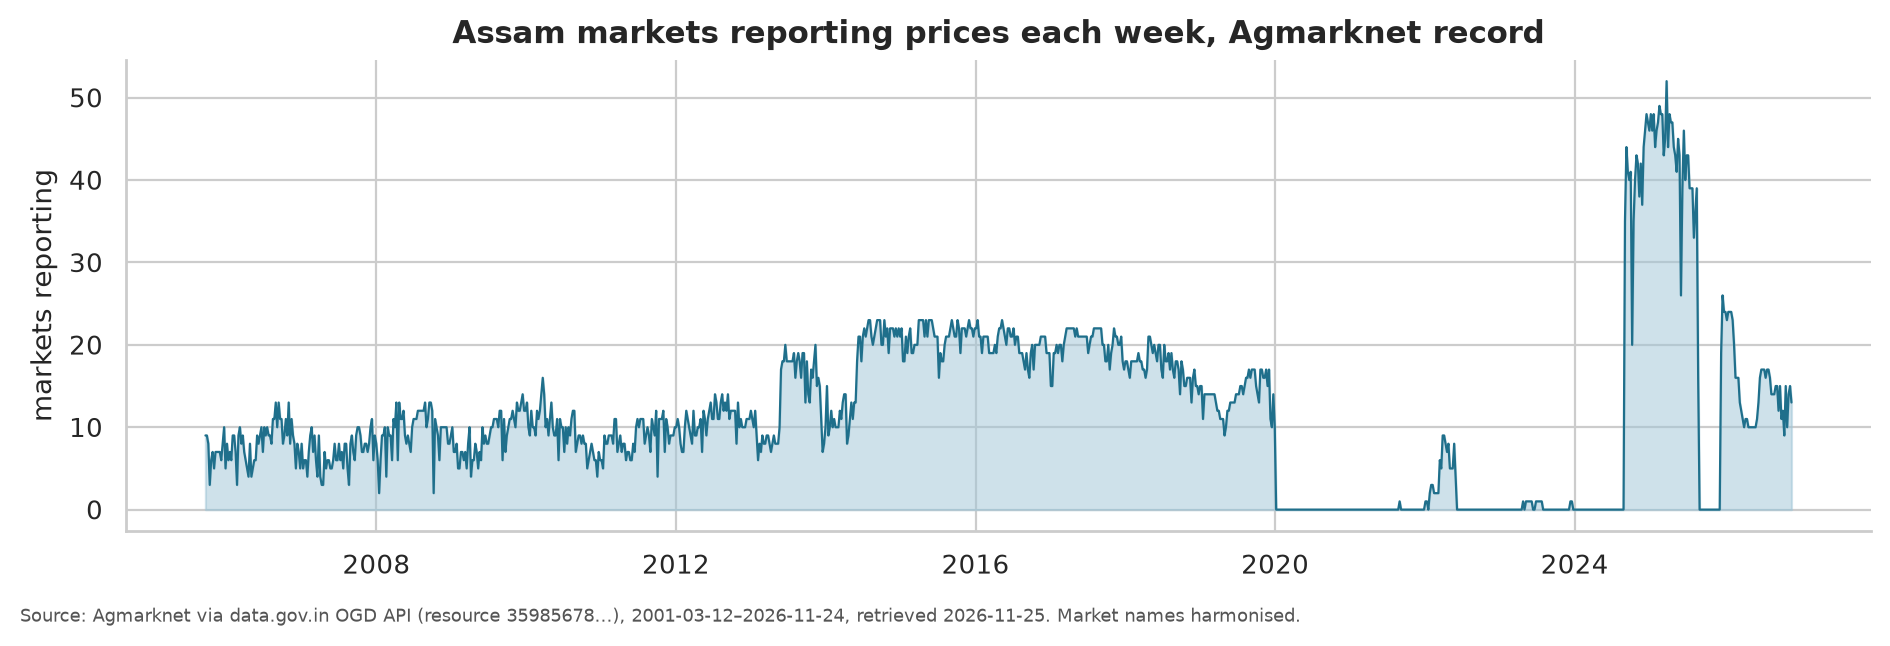 Assam markets reporting prices each week, Agmarknet record
markets reporting
50
40
30
20
10
0
2008 2012 2016 2020 2024
Source: Agmarknet via data.gov.in OGD API (resource 35985678…), 2001-03-12–2026-11-24, retrieved 2026-11-25. Market names harmonised.